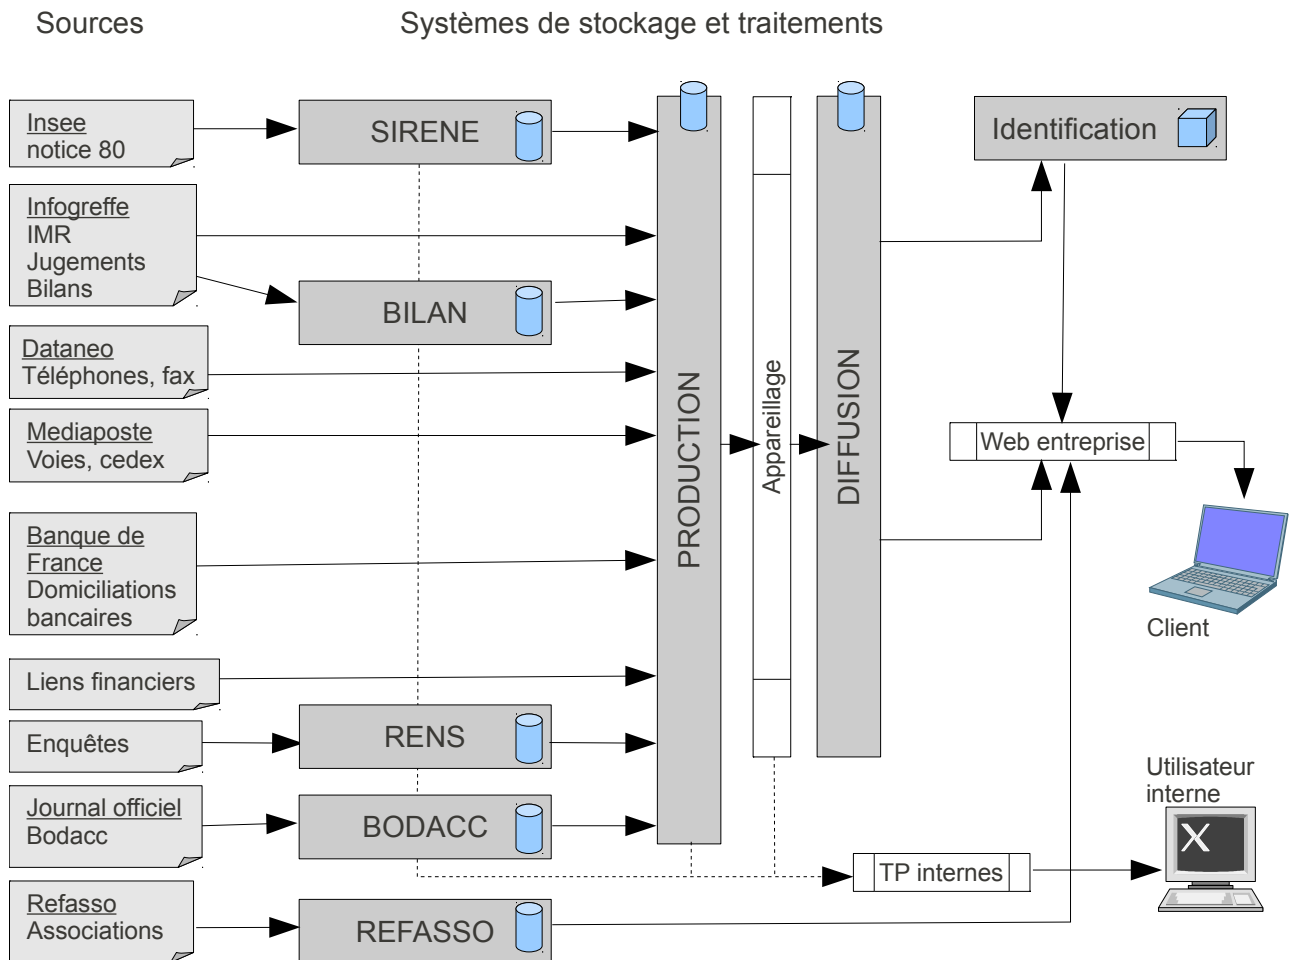 Sources
Systèmes de stockage et traitements
Insee
notice 80
SIRENE
Identification
Infogreffe
IMR
Jugements
Bilans
BILAN
Dataneo
Téléphones, fax
Mediaposte
Voies, cedex
PRODUCTION
Appareillage
DIFFUSION
Web entreprise
Banque de
France
Domiciliations
bancaires
Client
Liens financiers
Enquêtes
RENS
Journal officiel
Bodacc
BODACC
Utilisateur
interne
X
TP internes
Refasso
Associations
REFASSO